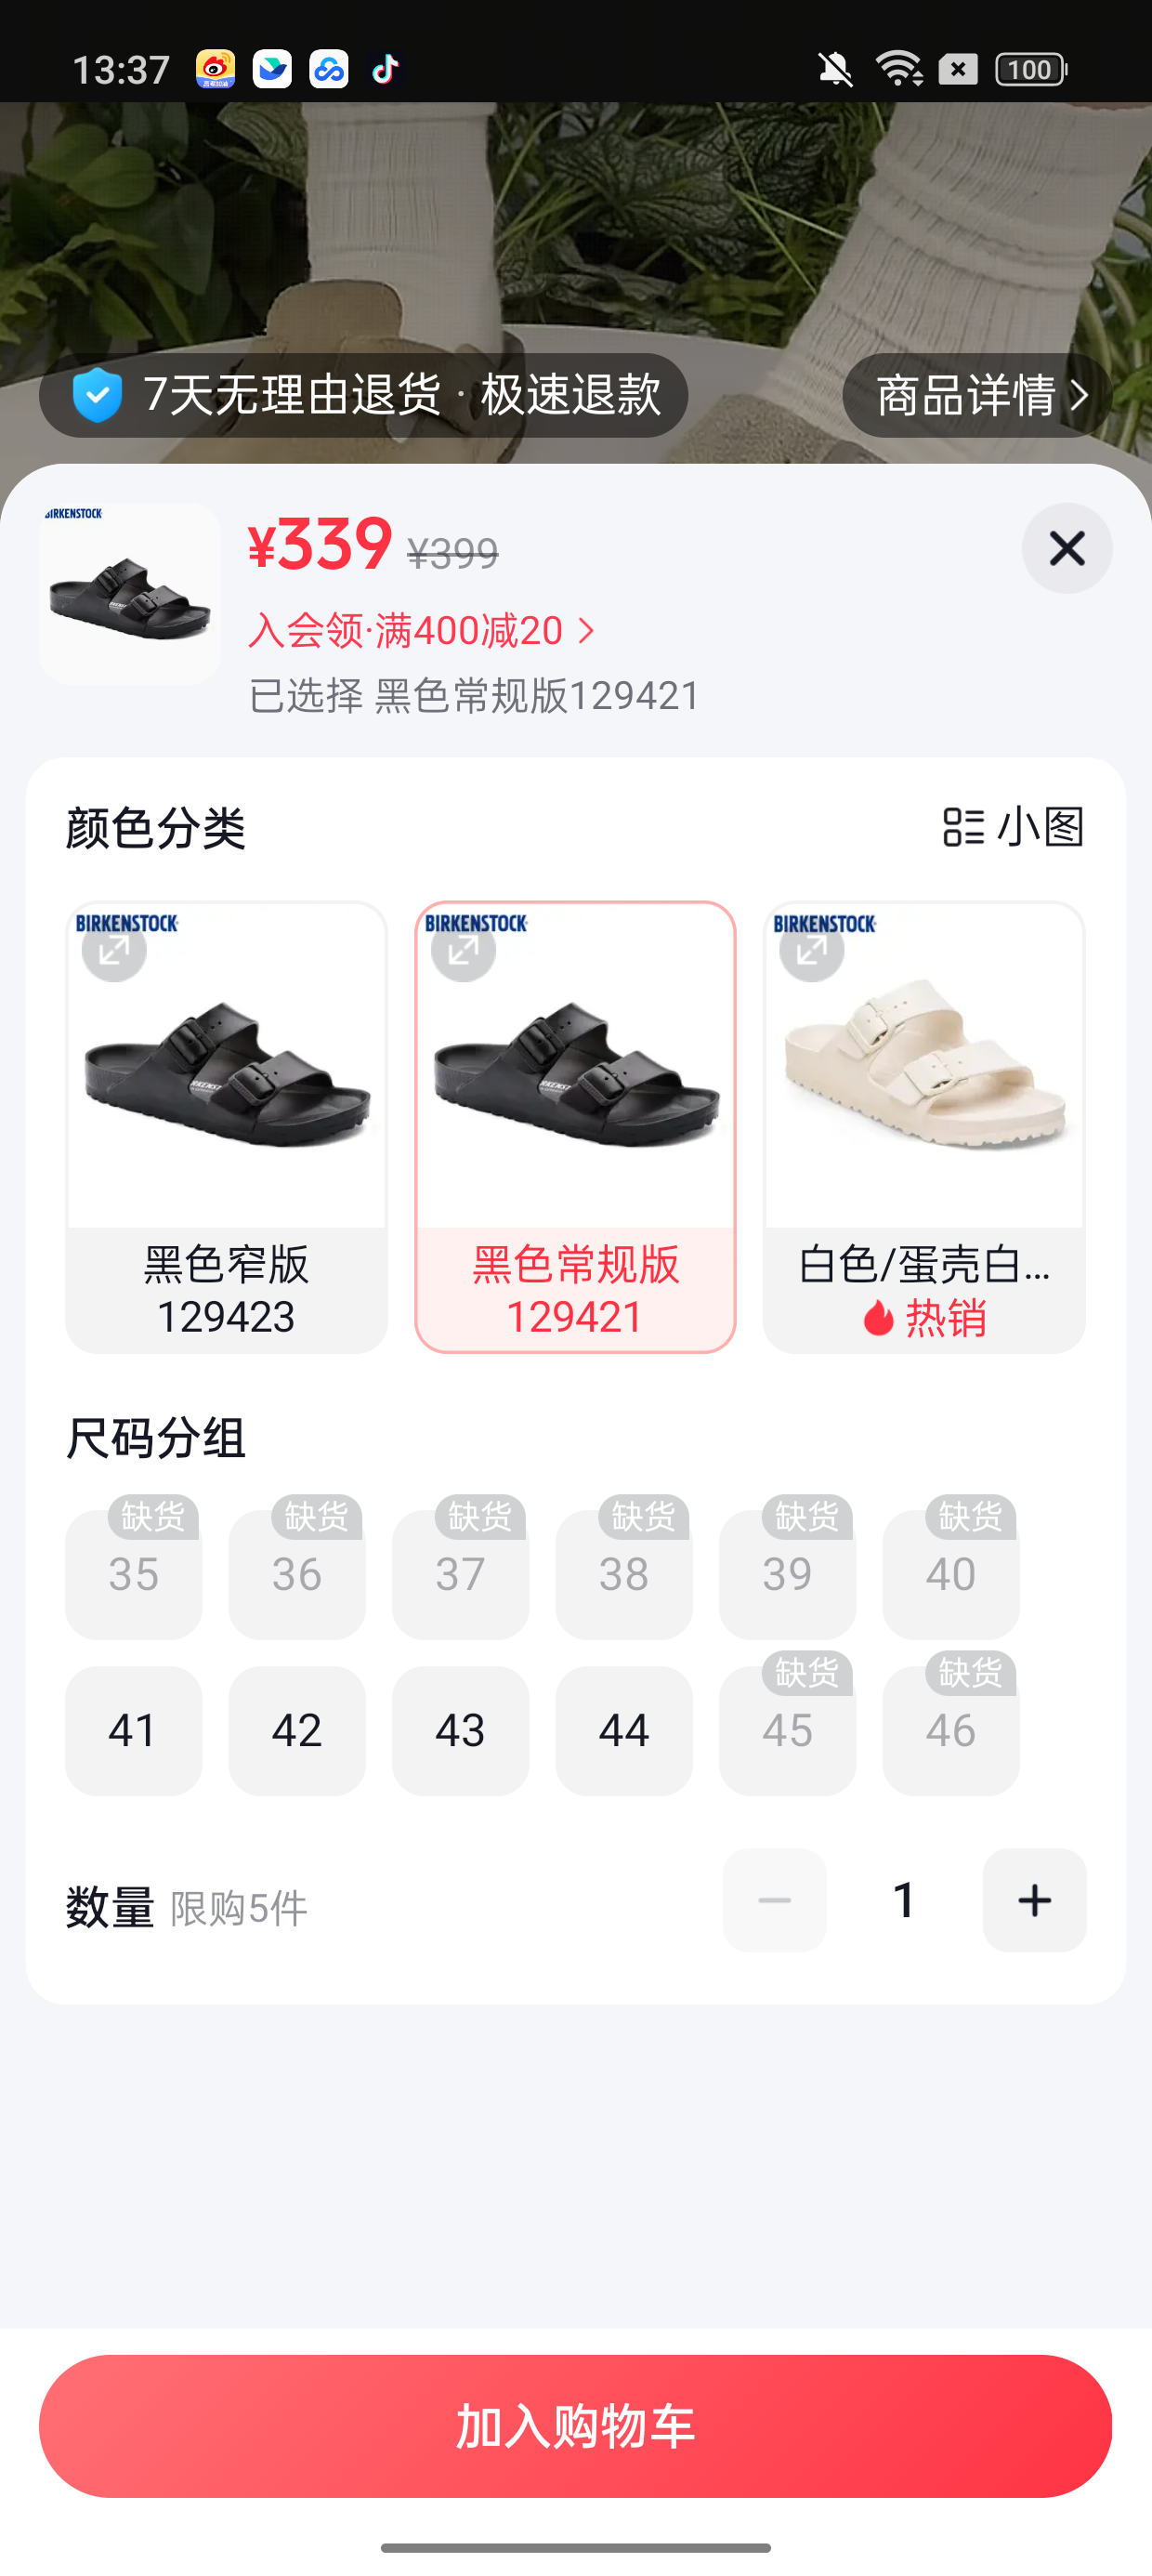 13:37
100
7天无理由退货 · 极速退款
商品详情
BIRKENSTOCK
¥339 ¥399
入会领·满400减20
已选择 黑色常规版129421
颜色分类
小图
BIRKENSTOCK
BIRKENSTOCK
BIRKENSTOCK
黑色窄版
129423
黑色常规版
129421
白色/蛋壳白...
热销
尺码分组
缺货 缺货 缺货 缺货 缺货 缺货
35 36 37 38 39 40
缺货 缺货
41 42 43 44 45 46
数量 限购5件
1
加入购物车